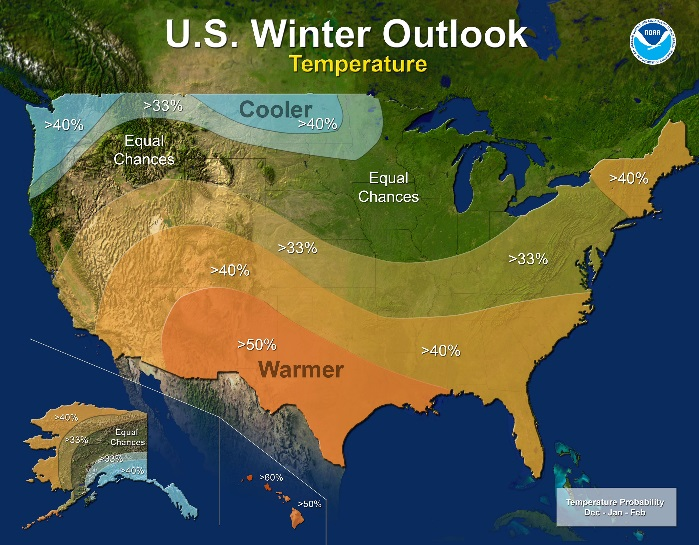 U.S. Winter Outlook
Temperature
NOAA
>40%
>33%
Cooler
>40%
Equal
Chances
Equal
Chances
>40%
>33%
>33%
>40%
>50%
Warmer
>40%
>40%
>33%
Equal
Chances
>33%
>40%
>60%
>50%
Temperature Probability
Dec - Jan - Feb